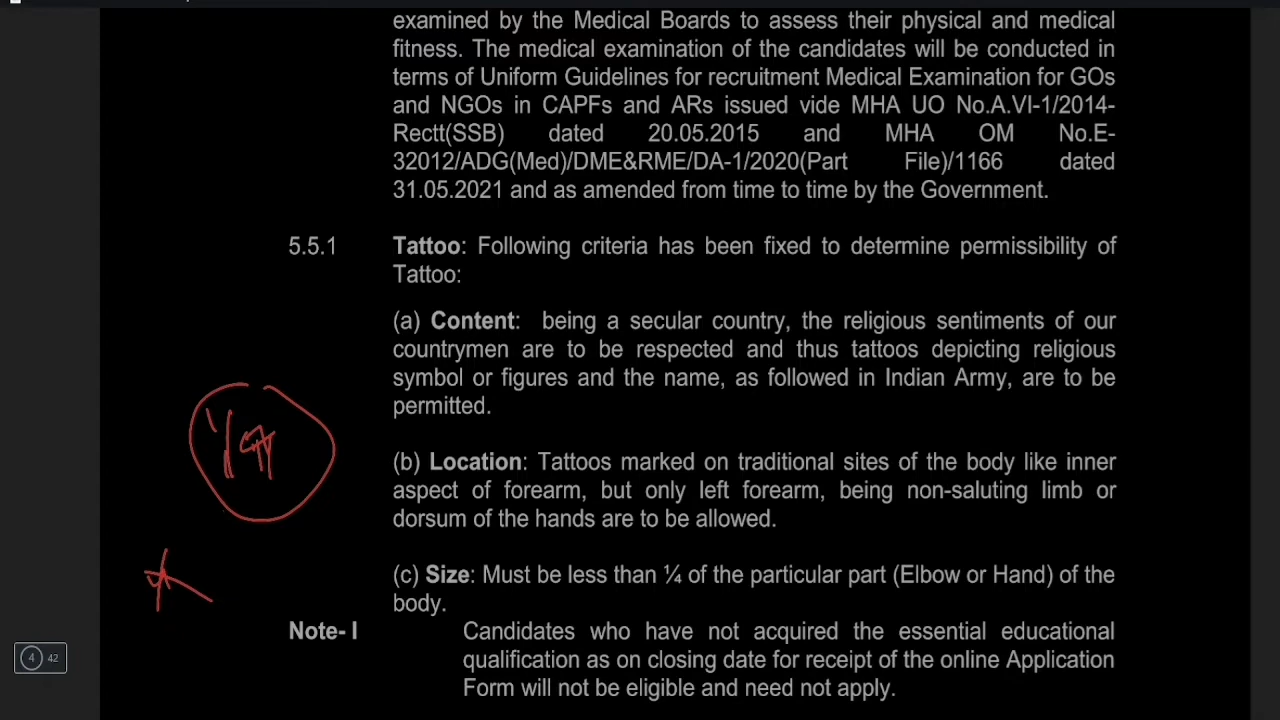 examined by the Medical Boards to assess their physical and medical
fitness. The medical examination of the candidates will be conducted in
terms of Uniform Guidelines for recruitment Medical Examination for GOs
and NGOs in CAPFs and ARs issued vide MHA UO No.A.VI-1/2014-
Rectt(SSB) dated 20.05.2015 and MHA OM No.E-
32012/ADG(Med)/DME&RME/DA-1/2020(Part File)/1166 dated
31.05.2021 and as amended from time to time by the Government.
5.5.1 Tattoo: Following criteria has been fixed to determine permissibility of
Tattoo:
(a) Content: being a secular country, the religious sentiments of our
countrymen are to be respected and thus tattoos depicting religious
symbol or figures and the name, as followed in Indian Army, are to be
permitted.
(b) Location: Tattoos marked on traditional sites of the body like inner
aspect of forearm, but only left forearm, being non-saluting limb or
dorsum of the hands are to be allowed.
(c) Size: Must be less than ¼ of the particular part (Elbow or Hand) of the
body.
Note- I Candidates who have not acquired the essential educational
qualification as on closing date for receipt of the online Application
Form will not be eligible and need not apply.
4 42